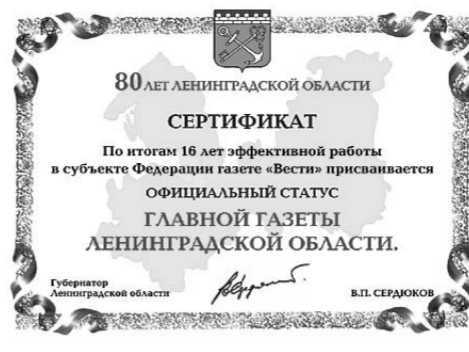 80 ЛЕТ ЛЕНИНГРАДСКОЙ ОБЛАСТИ
СЕРТИФИКАТ
По итогам 16 лет эффективной работы
в субъекте Федерации газете «Вести» присваивается
ОФИЦИАЛЬНЫЙ СТАТУС
ГЛАВНОЙ ГАЗЕТЫ
ЛЕНИНГРАДСКОЙ ОБЛАСТИ.
Губернатор
Ленинградской области
В.П. СЕРДЮКОВ